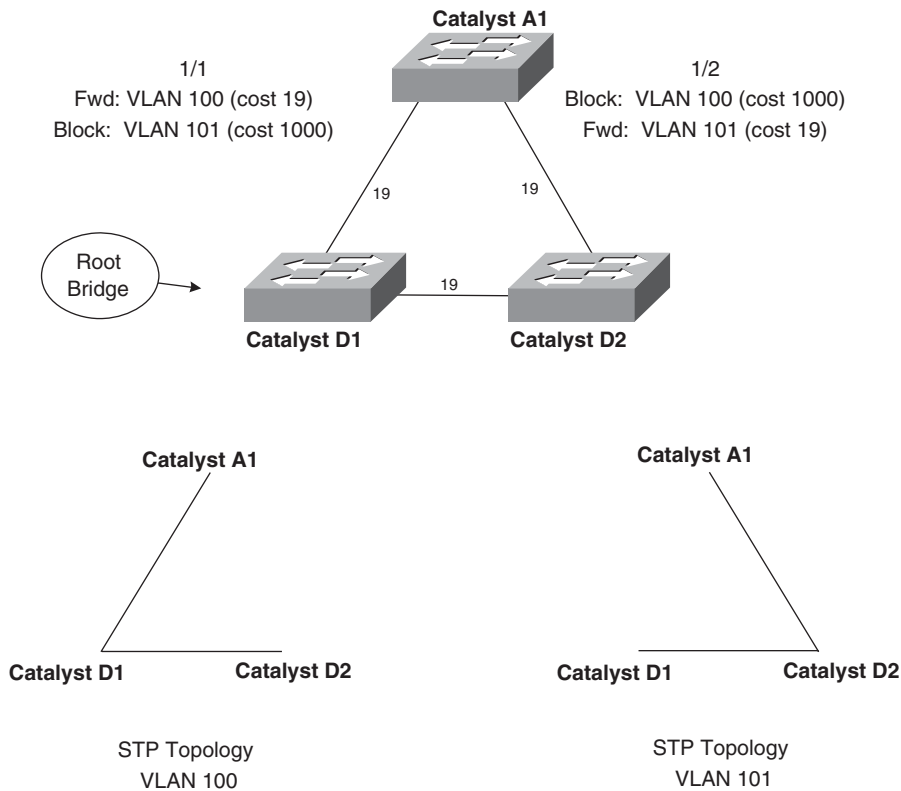 Catalyst A1
1/1
Fwd: VLAN 100 (cost 19)
Block: VLAN 101 (cost 1000)
1/2
Block: VLAN 100 (cost 1000)
Fwd: VLAN 101 (cost 19)
19
19
Root
Bridge
19
Catalyst D1
Catalyst D2
Catalyst A1
Catalyst D1
Catalyst D2
STP Topology
VLAN 100
Catalyst A1
Catalyst D1
Catalyst D2
STP Topology
VLAN 101